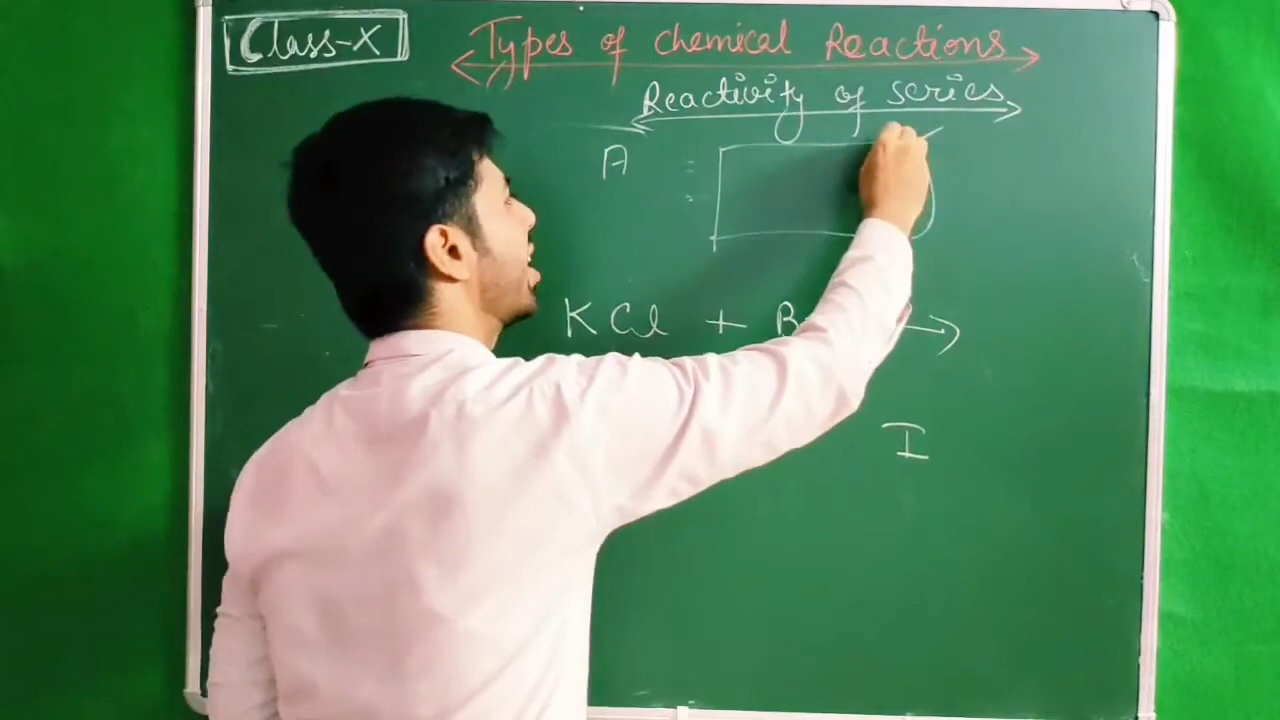 Class-X
Types of chemical Reactions
Reactivity of series
A =
KCl + B →
I